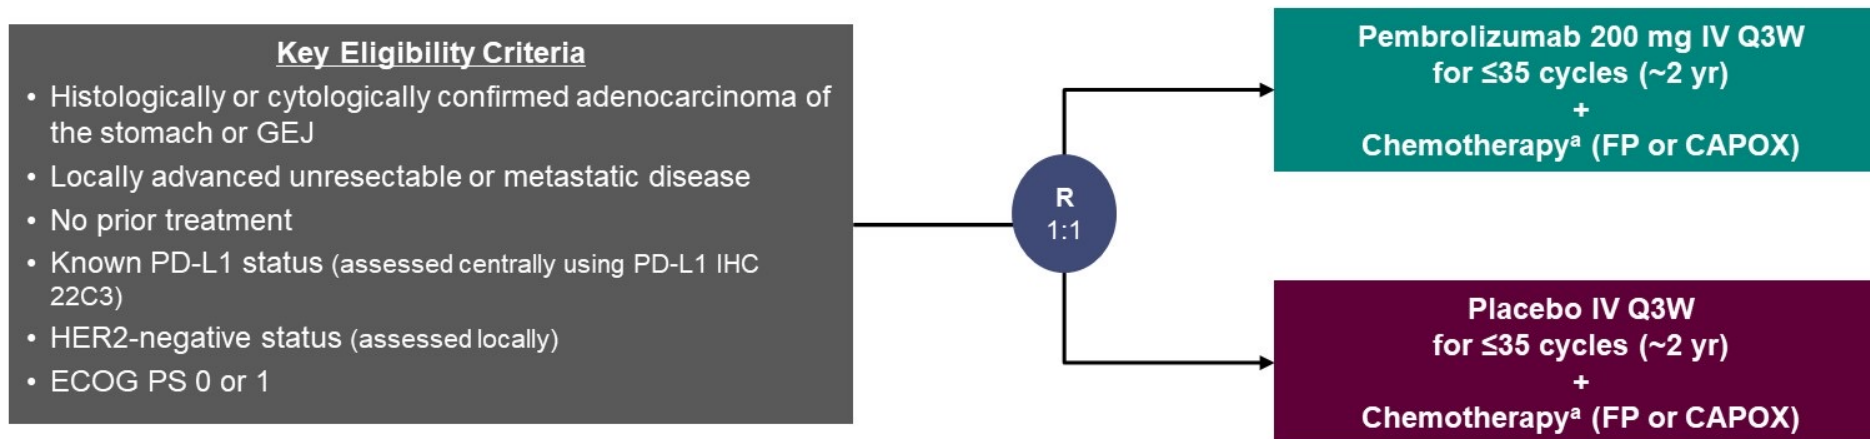 Key Eligibility Criteria
• Histologically or cytologically confirmed adenocarcinoma of
the stomach or GEJ
• Locally advanced unresectable or metastatic disease
• No prior treatment
• Known PD-L1 status (assessed centrally using PD-L1 IHC
22C3)
• HER2-negative status (assessed locally)
• ECOG PS 0 or 1
R
1:1
Pembrolizumab 200 mg IV Q3W
for ≤35 cycles (~2 yr)
+
Chemotherapyᵃ (FP or CAPOX)
Placebo IV Q3W
for ≤35 cycles (~2 yr)
+
Chemotherapyᵃ (FP or CAPOX)